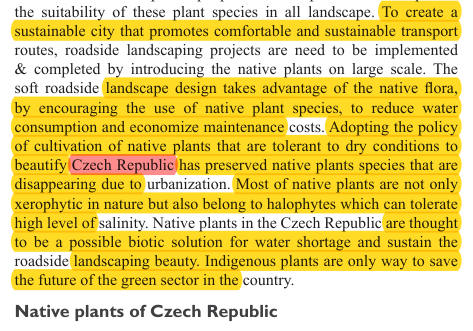 the suitability of these plant species in all landscape. To create a
sustainable city that promotes comfortable and sustainable transport
routes, roadside landscaping projects are need to be implemented
& completed by introducing the native plants on large scale. The
soft roadside landscape design takes advantage of the native flora,
by encouraging the use of native plant species, to reduce water
consumption and economize maintenance costs. Adopting the policy
of cultivation of native plants that are tolerant to dry conditions to
beautify Czech Republic has preserved native plants species that are
disappearing due to urbanization. Most of native plants are not only
xerophytic in nature but also belong to halophytes which can tolerate
high level of salinity. Native plants in the Czech Republic are thought
to be a possible biotic solution for water shortage and sustain the
roadside landscaping beauty. Indigenous plants are only way to save
the future of the green sector in the country.
Native plants of Czech Republic